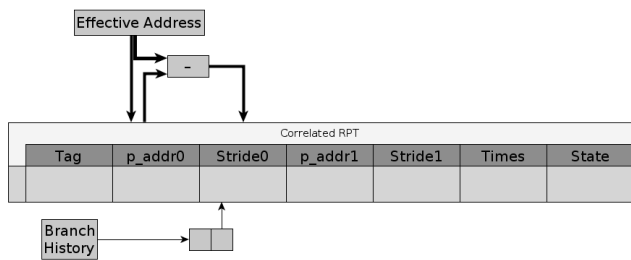 Effective Address
-
Correlated RPT
Tag p_addr0 Stride0 p_addr1 Stride1 Times State
Branch
History